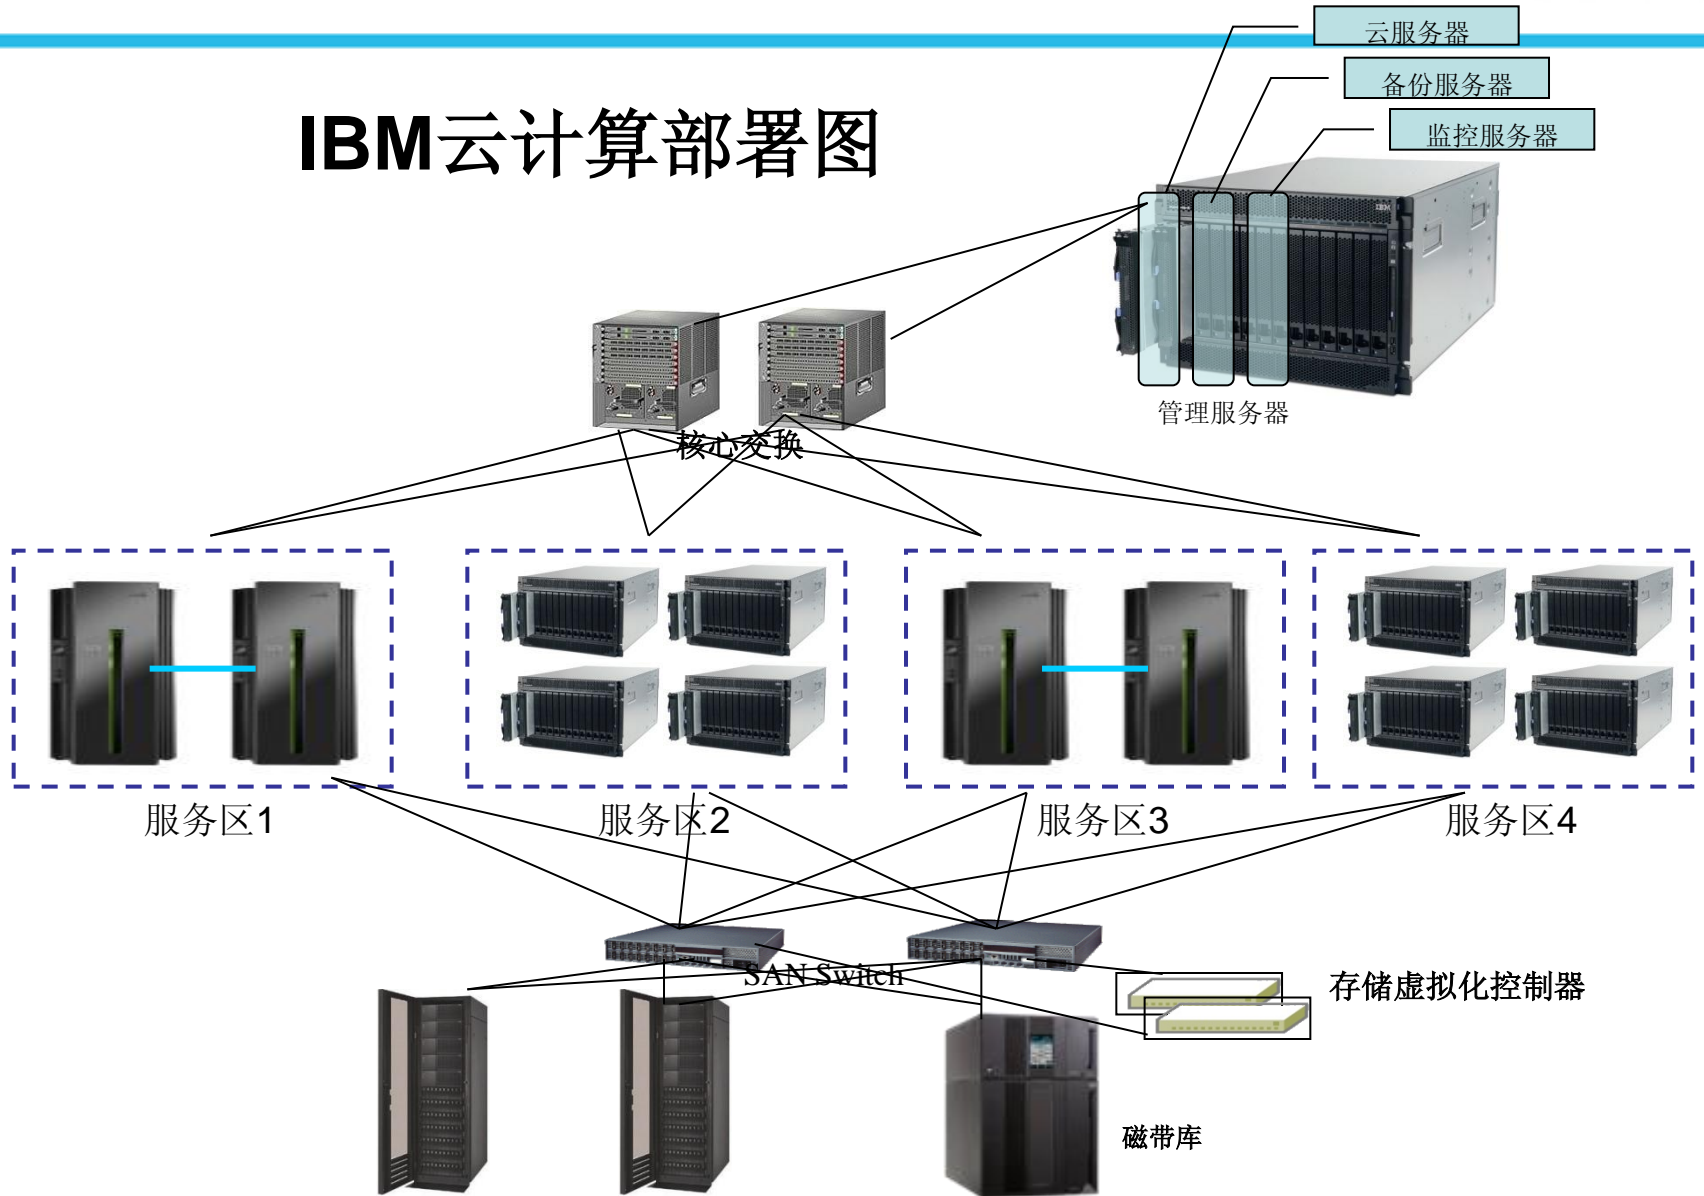 云服务器
备份服务器
监控服务器
IBM云计算部署图
IBM
管理服务器
核心交换
服务区1
服务区2
服务区3
服务区4
SAN Switch
存储虚拟化控制器
磁带库